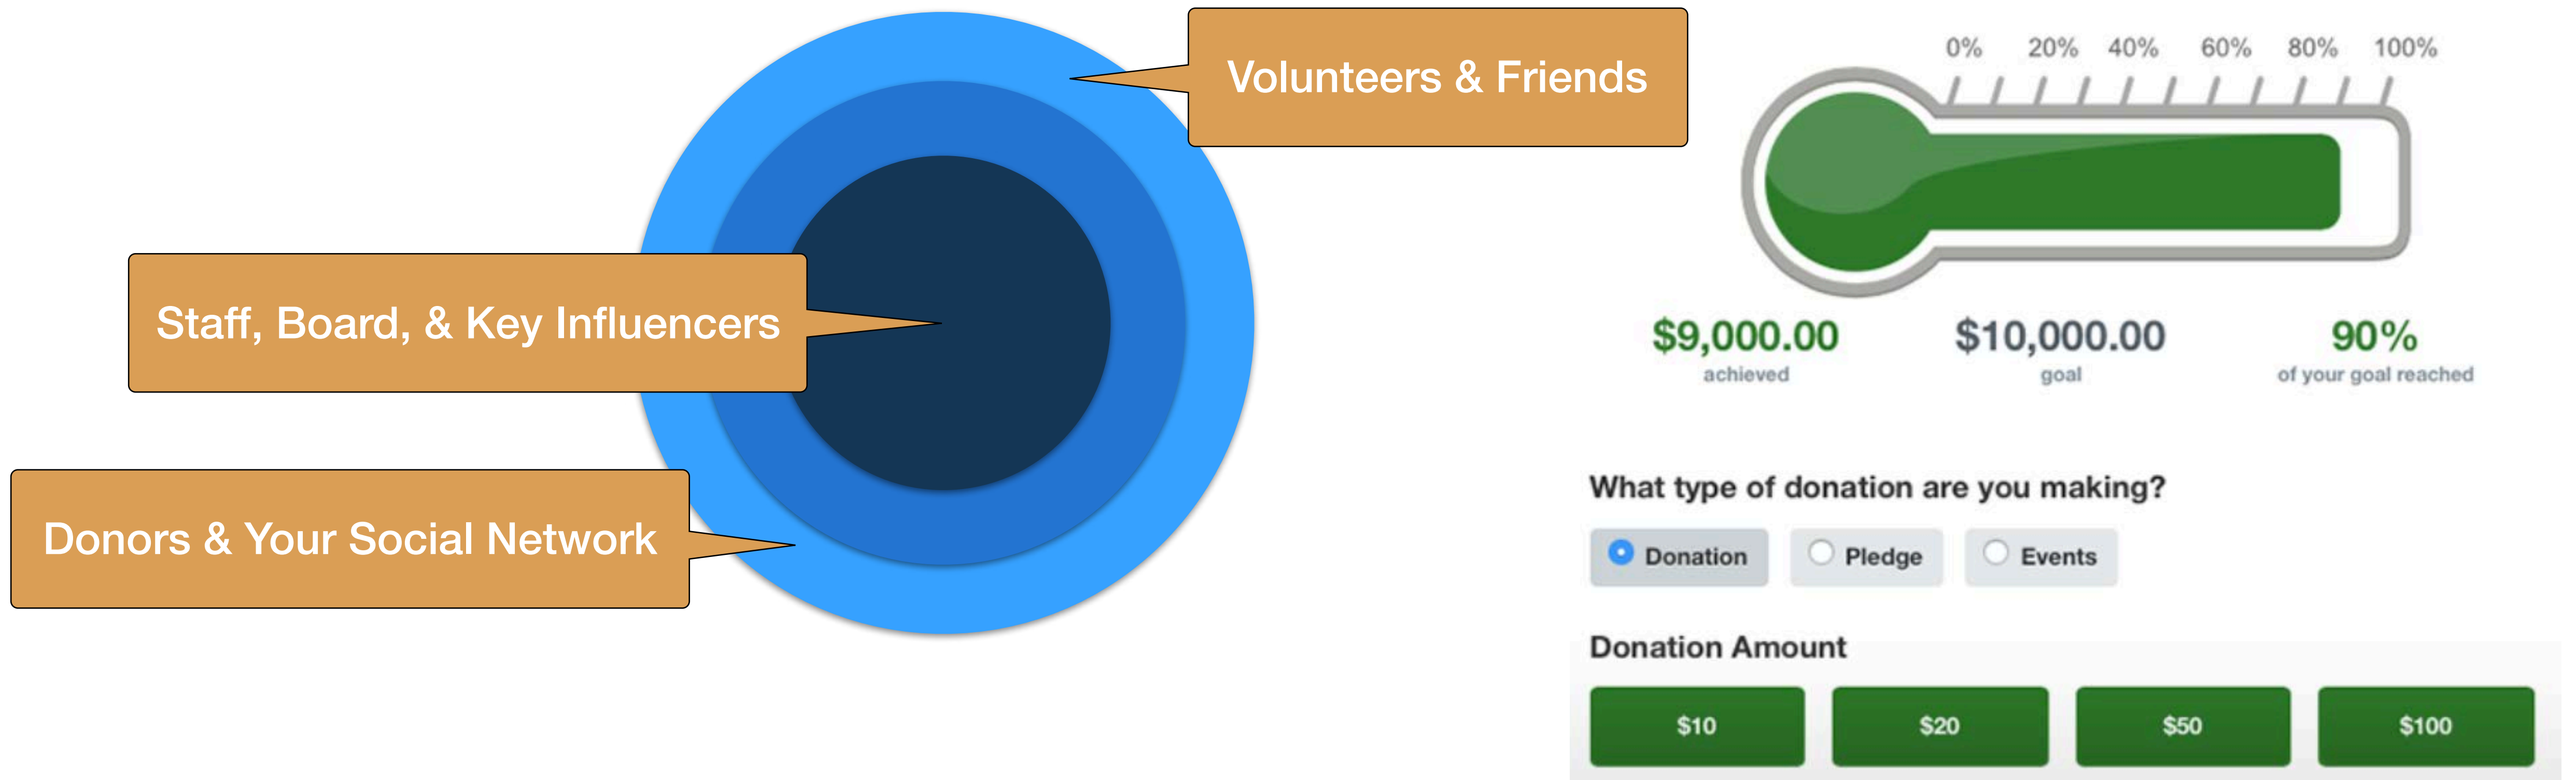 Volunteers & Friends
Staff, Board, & Key Influencers
Donors & Your Social Network
0% 20% 40% 60% 80% 100%
$9,000.00 $10,000.00 90%
achieved goal of your goal reached
What type of donation are you making?
Donation Pledge Events
Donation Amount
$10 $20 $50 $100